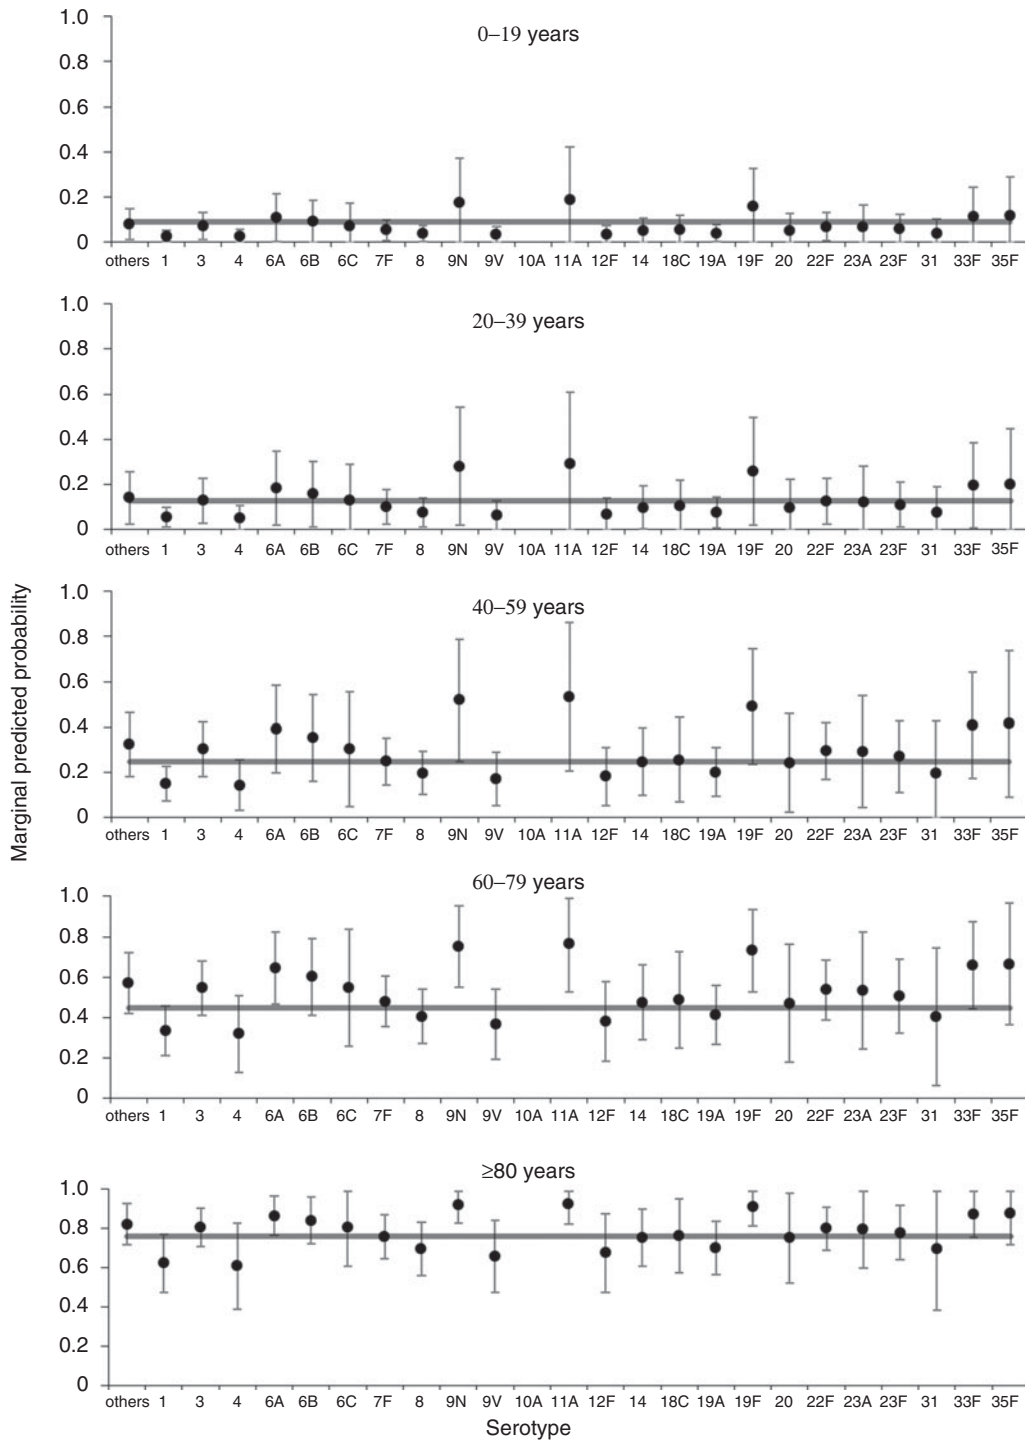 0–19 years
1.0
0.8
0.6
0.4
0.2
0
others 1 3 4 6A 6B 6C 7F 8 9N 9V 10A 11A 12F 14 18C 19A 19F 20 22F 23A 23F 31 33F 35F
20–39 years
1.0
0.8
0.6
0.4
0.2
0
others 1 3 4 6A 6B 6C 7F 8 9N 9V 10A 11A 12F 14 18C 19A 19F 20 22F 23A 23F 31 33F 35F
Marginal predicted probability
40–59 years
1.0
0.8
0.6
0.4
0.2
0
others 1 3 4 6A 6B 6C 7F 8 9N 9V 10A 11A 12F 14 18C 19A 19F 20 22F 23A 23F 31 33F 35F
60–79 years
1.0
0.8
0.6
0.4
0.2
0
others 1 3 4 6A 6B 6C 7F 8 9N 9V 10A 11A 12F 14 18C 19A 19F 20 22F 23A 23F 31 33F 35F
≥80 years
1.0
0.8
0.6
0.4
0.2
0
others 1 3 4 6A 6B 6C 7F 8 9N 9V 10A 11A 12F 14 18C 19A 19F 20 22F 23A 23F 31 33F 35F
Serotype